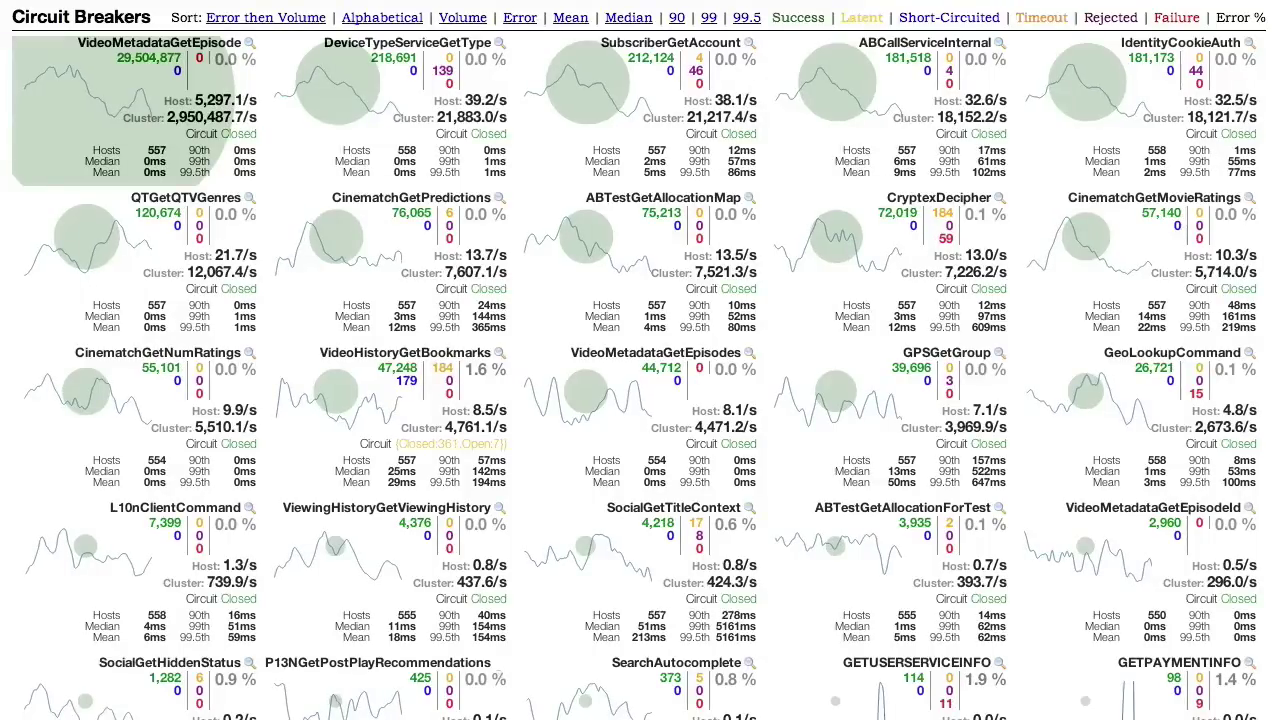 Circuit Breakers Sort: Error then Volume | Alphabetical | Volume | Error | Mean | Median | 90 | 99 | 99.5 Success | Latent | Short-Circuited | Timeout | Rejected | Failure | Error %
VideoMetadataGetEpisode
29,504,877 0 0.0 %
0
Host: 5,297.1/s
Cluster: 2,950,487.7/s
Circuit Closed
Hosts 557 90th 0ms
Median 0ms 99th 0ms
Mean 0ms 99.5th 0ms
DeviceTypeServiceGetType
218,691 0 0.0 %
0 139
0
Host: 39.2/s
Cluster: 21,883.0/s
Circuit Closed
Hosts 558 90th 0ms
Median 0ms 99th 1ms
Mean 0ms 99.5th 1ms
SubscriberGetAccount
212,124 4 0.0 %
0 46
0
Host: 38.1/s
Cluster: 21,217.4/s
Circuit Closed
Hosts 557 90th 12ms
Median 2ms 99th 57ms
Mean 5ms 99.5th 86ms
ABCallServiceInternal
181,518 0 0.0 %
0 4
0
Host: 32.6/s
Cluster: 18,152.2/s
Circuit Closed
Hosts 557 90th 17ms
Median 6ms 99th 61ms
Mean 9ms 99.5th 102ms
IdentityCookieAuth
181,173 0 0.0 %
0 44
0
Host: 32.5/s
Cluster: 18,121.7/s
Circuit Closed
Hosts 558 90th 1ms
Median 1ms 99th 55ms
Mean 2ms 99.5th 77ms
QTGetQTVGenres
120,674 0 0.0 %
0 0
0
Host: 21.7/s
Cluster: 12,067.4/s
Circuit Closed
Hosts 557 90th 0ms
Median 0ms 99th 1ms
Mean 0ms 99.5th 1ms
CinematchGetPredictions
76,065 6 0.0 %
0 0
0
Host: 13.7/s
Cluster: 7,607.1/s
Circuit Closed
Hosts 557 90th 24ms
Median 3ms 99th 144ms
Mean 12ms 99.5th 365ms
ABTestGetAllocationMap
75,213 0 0.0 %
0 0
0
Host: 13.5/s
Cluster: 7,521.3/s
Circuit Closed
Hosts 557 90th 10ms
Median 1ms 99th 52ms
Mean 4ms 99.5th 80ms
CryptexDecipher
72,019 184 0.1 %
0 0
59
Host: 13.0/s
Cluster: 7,226.2/s
Circuit Closed
Hosts 557 90th 12ms
Median 3ms 99th 97ms
Mean 12ms 99.5th 609ms
CinematchGetMovieRatings
57,140 0 0.0 %
0 0
0
Host: 10.3/s
Cluster: 5,714.0/s
Circuit Closed
Hosts 557 90th 48ms
Median 14ms 99th 161ms
Mean 22ms 99.5th 219ms
CinematchGetNumRatings
55,101 0 0.0 %
0 0
0
Host: 9.9/s
Cluster: 5,510.1/s
Circuit Closed
Hosts 554 90th 0ms
Median 0ms 99th 0ms
Mean 0ms 99.5th 0ms
VideoHistoryGetBookmarks
47,248 184 1.6 %
179 0
0
Host: 8.5/s
Cluster: 4,761.1/s
Circuit {Closed:361,Open:7}}
Hosts 557 90th 57ms
Median 25ms 99th 142ms
Mean 29ms 99.5th 194ms
VideoMetadataGetEpisodes
44,712 0 0.0 %
0
Host: 8.1/s
Cluster: 4,471.2/s
Circuit Closed
Hosts 554 90th 0ms
Median 0ms 99th 0ms
Mean 0ms 99.5th 0ms
GPSGetGroup
39,696 0 0.0 %
0 3
0
Host: 7.1/s
Cluster: 3,969.9/s
Circuit Closed
Hosts 557 90th 157ms
Median 13ms 99th 522ms
Mean 50ms 99.5th 647ms
GeoLookupCommand
26,721 0 0.1 %
0 0
15
Host: 4.8/s
Cluster: 2,673.6/s
Circuit Closed
Hosts 558 90th 8ms
Median 1ms 99th 53ms
Mean 3ms 99.5th 100ms
L10nClientCommand
7,399 0 0.0 %
0 0
0
Host: 1.3/s
Cluster: 739.9/s
Circuit Closed
Hosts 558 90th 16ms
Median 4ms 99th 51ms
Mean 6ms 99.5th 59ms
ViewingHistoryGetViewingHistory
4,376 0 0.0 %
0 0
0
Host: 0.8/s
Cluster: 437.6/s
Circuit Closed
Hosts 555 90th 40ms
Median 11ms 99th 154ms
Mean 18ms 99.5th 154ms
SocialGetTitleContext
4,218 17 0.6 %
0 8
0
Host: 0.8/s
Cluster: 424.3/s
Circuit Closed
Hosts 557 90th 278ms
Median 51ms 99th 5161ms
Mean 213ms 99.5th 5161ms
ABTestGetAllocationForTest
3,935 2 0.1 %
0 0
0
Host: 0.7/s
Cluster: 393.7/s
Circuit Closed
Hosts 555 90th 14ms
Median 1ms 99th 62ms
Mean 5ms 99.5th 62ms
VideoMetadataGetEpisodeId
2,960 0 0.0 %
0
Host: 0.5/s
Cluster: 296.0/s
Circuit Closed
Hosts 550 90th 0ms
Median 0ms 99th 0ms
Mean 0ms 99.5th 0ms
SocialGetHiddenStatus
1,282 6 0.9 %
0 0
0
P13NGetPostPlayRecommendations
425 0 0.0 %
0 0
0
SearchAutocomplete
373 5 0.8 %
0 0
0
GETUSERSERVICEINFO
114 0 1.9 %
0 0
11
GETPAYMENTINFO
98 0 1.4 %
0 0
9